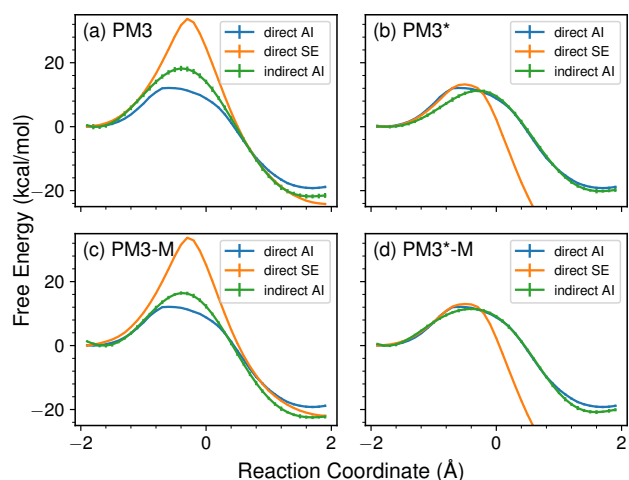 (a) PM3
direct AI
direct SE
indirect AI
(b) PM3*
direct AI
direct SE
indirect AI
20
0
−20
(c) PM3-M
direct AI
direct SE
indirect AI
(d) PM3*-M
direct AI
direct SE
indirect AI
20
0
−20
−2
0
2
−2
0
2
Free Energy (kcal/mol)
Reaction Coordinate (Å)